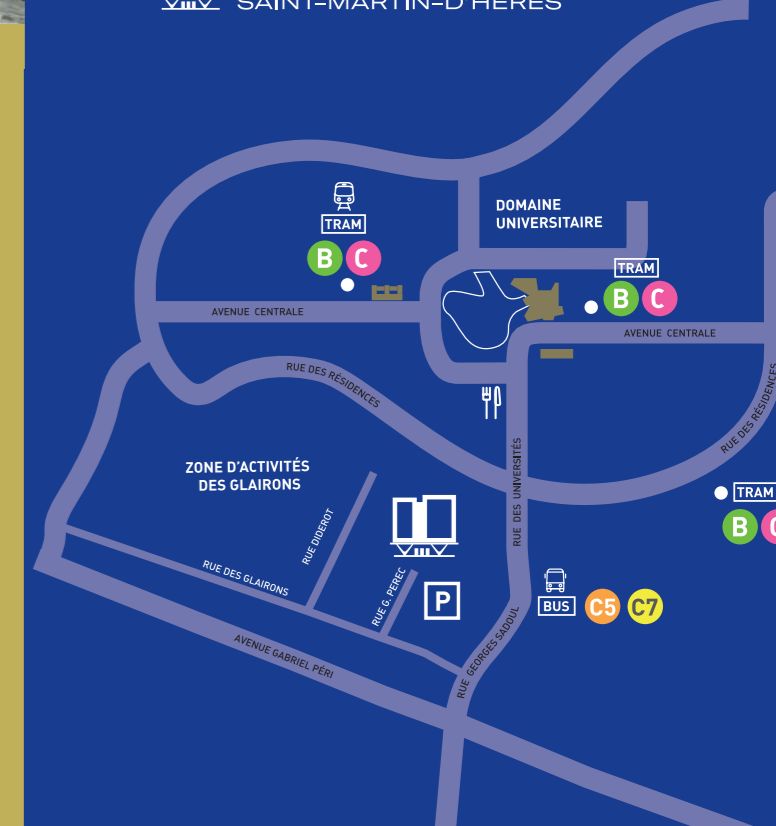 SAINT-MARTIN-D'HÈRES
DOMAINE
UNIVERSITAIRE
TRAM
B C
TRAM
B C
AVENUE CENTRALE
AVENUE CENTRALE
RUE DES RÉSIDENCES
RUE DES RÉSIDENCES
RUE DES UNIVERSITÉS
ZONE D'ACTIVITÉS
DES GLAIRONS
TRAM
B C
RUE DIDEROT
RUE DES GLAIRONS
RUE G. PEREC
P
BUS
C5 C7
RUE GEORGES SADOUL
AVENUE GABRIEL PÉRI